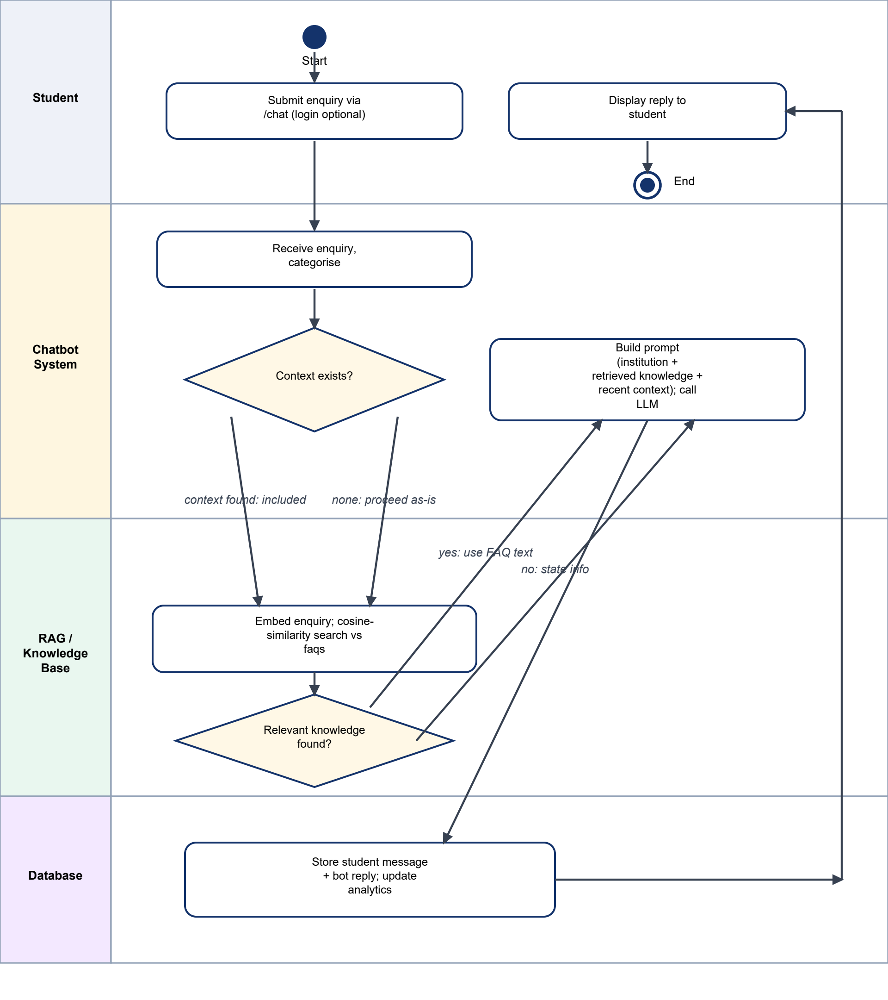 Student
Start
Submit enquiry via
/chat (login optional)
Display reply to
student
End
Chatbot
System
Receive enquiry,
categorise
Context exists?
Build prompt
(institution +
retrieved knowledge +
recent context); call
LLM
context found: included
none: proceed as-is
RAG /
Knowledge
Base
yes: use FAQ text
no: state info
Embed enquiry; cosine-
similarity search vs
faqs
Relevant knowledge
found?
Database
Store student message
+ bot reply; update
analytics